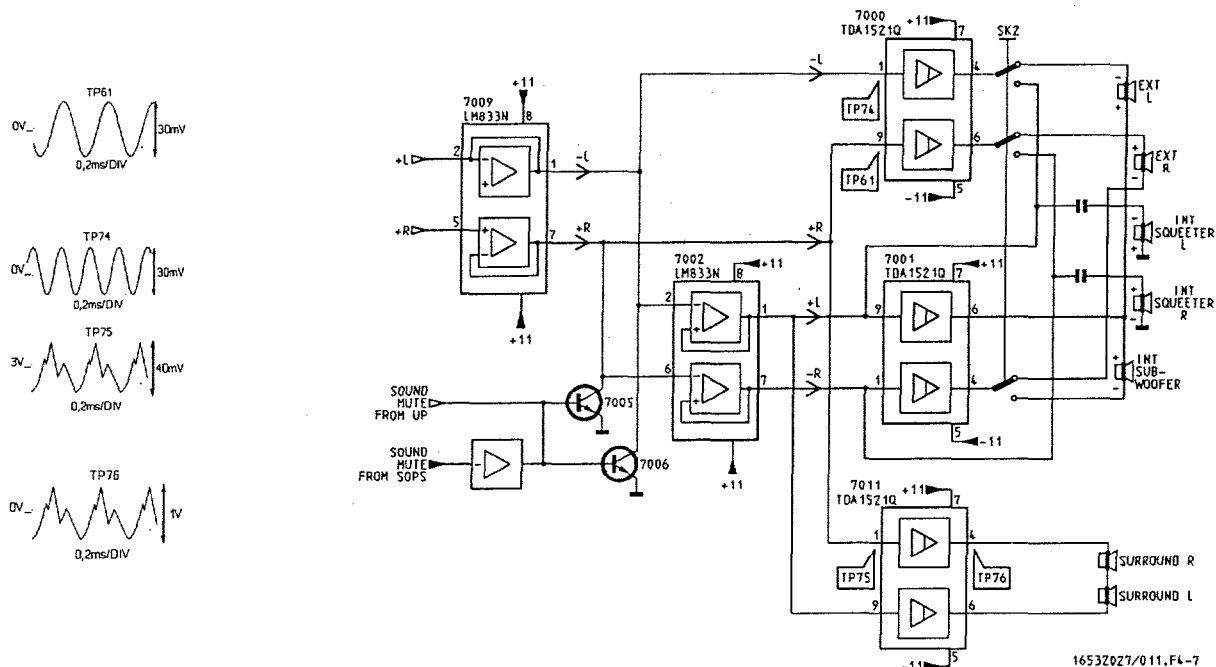 TP61
0V
30mV
0,2ms/DIV
TP74
0V
30mV
0,2ms/DIV
TP75
3V
40mV
0,2ms/DIV
TP76
0V
1V
0,2ms/DIV
+11
7009
LM833N
8
+L
2
1
-L
+R
5
7
+R
+11
SOUND
MUTE
FROM UP
7005
SOUND
MUTE
FROM SOPS
7006
7002
LM833N
8
+11
2
1
+L
6
7
-R
+11
7000
TDA1521Q
+11
7
-L
1
4
TP74
9
6
TP61
+R
-11
5
SK2
7001
TDA1521Q
7
+11
9
6
1
4
5
-11
7011
TDA1521Q
+11
7
1
4
TP75
TP76
9
6
-11
5
-
EXT
L
+
+
EXT
R
-
-
INT
SQUEETER
L
+
+
INT
SQUEETER
R
-
+
INT
SUB-
WOOFER
-
SURROUND R
SURROUND L
16532027/011.F4-7